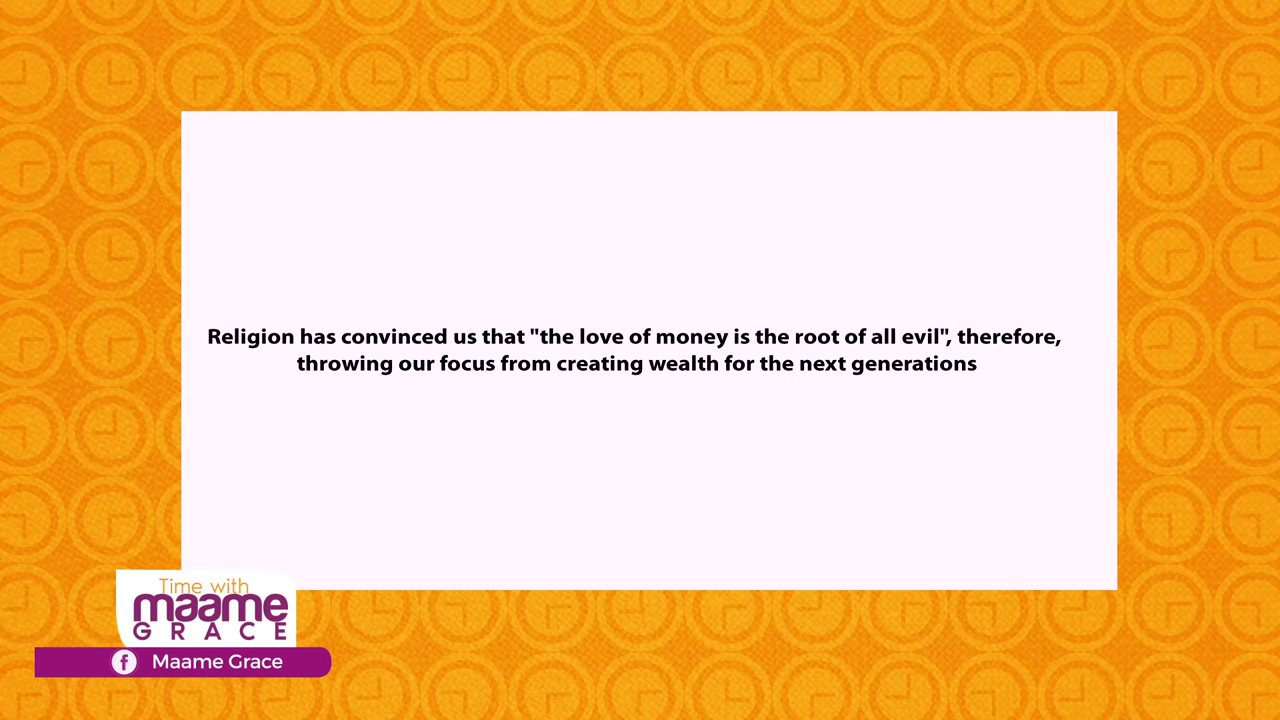 Religion has convinced us that "the love of money is the root of all evil", therefore,
throwing our focus from creating wealth for the next generations
Time with
maame
GRACE
f Maame Grace